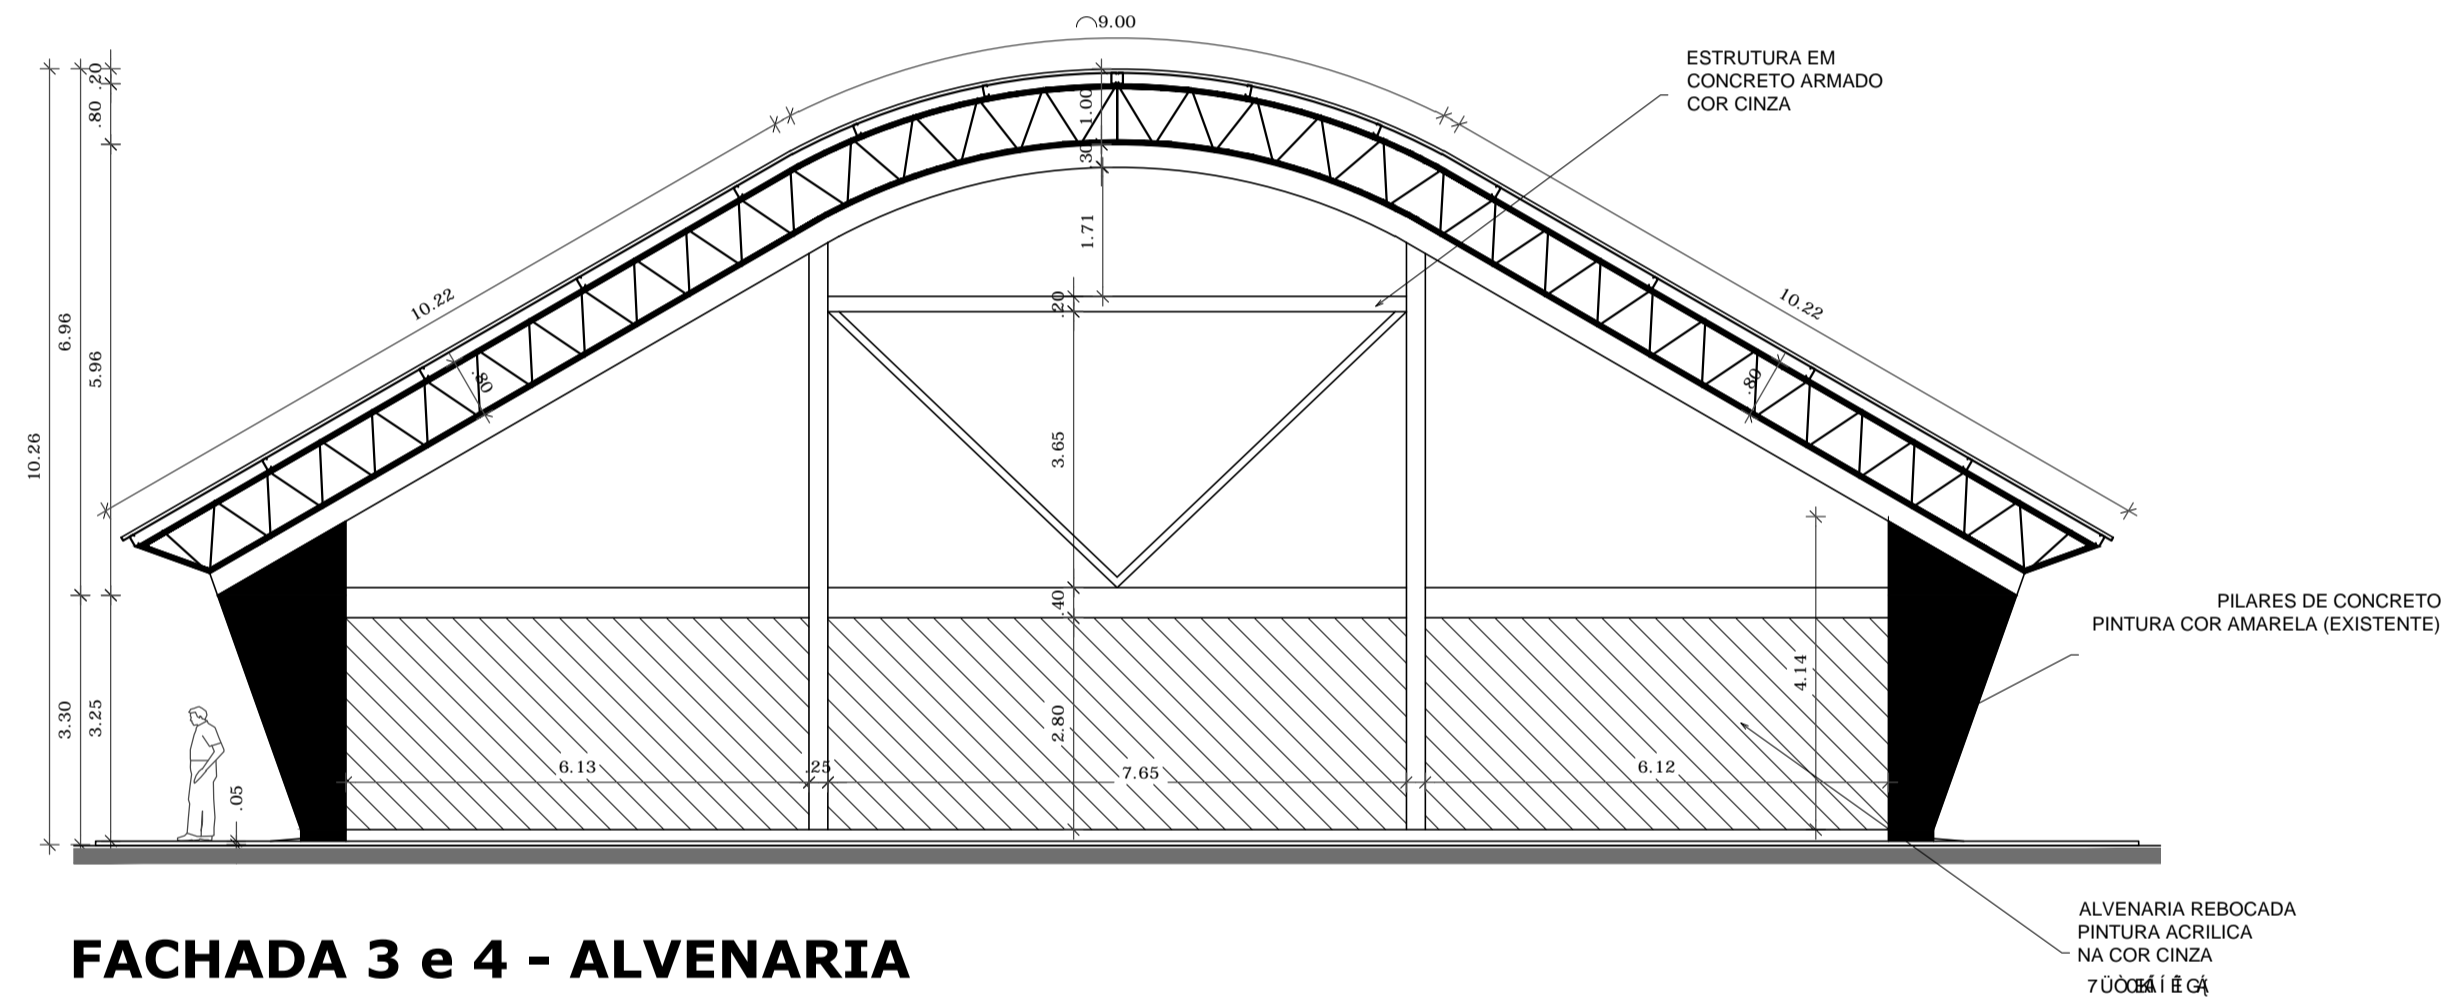 9.00
ESTRUTURA EM
CONCRETO ARMADO
COR CINZA
.20
.80
1.00
.30
1.71
10.22
10.22
.20
6.96
5.96
.80
.80
10.26
3.65
.40
PILARES DE CONCRETO
PINTURA COR AMARELA (EXISTENTE)
4.14
3.30
3.25
2.80
6.13
.25
7.65
6.12
.05
ALVENARIA REBOCADA
PINTURA ACRILICA
NA COR CINZA
FACHADA 3 e 4 - ALVENARIA